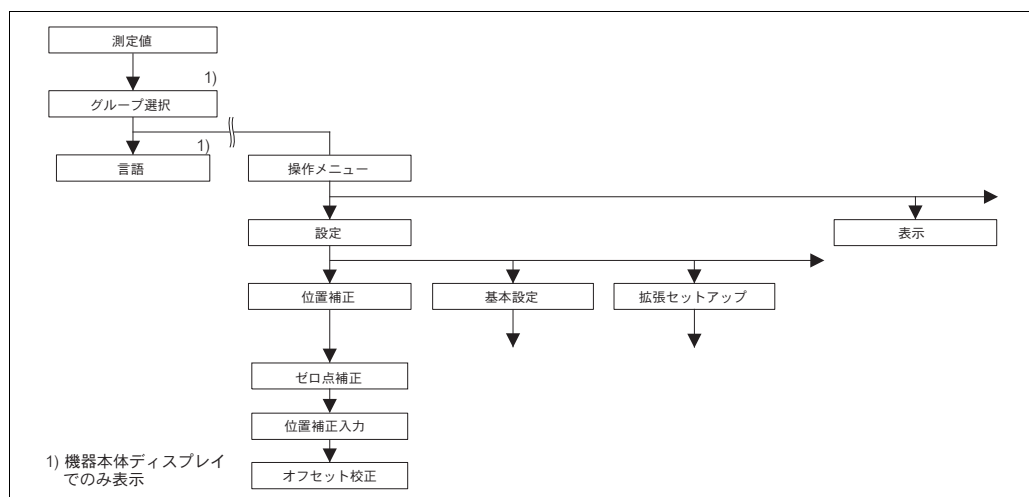 測定値
1)
グループ選択
1)
言語
操作メニュー
設定
表示
位置補正
基本設定
拡張セットアップ
ゼロ点補正
位置補正入力
オフセット校正
1) 機器本体ディスプレイ
でのみ表示